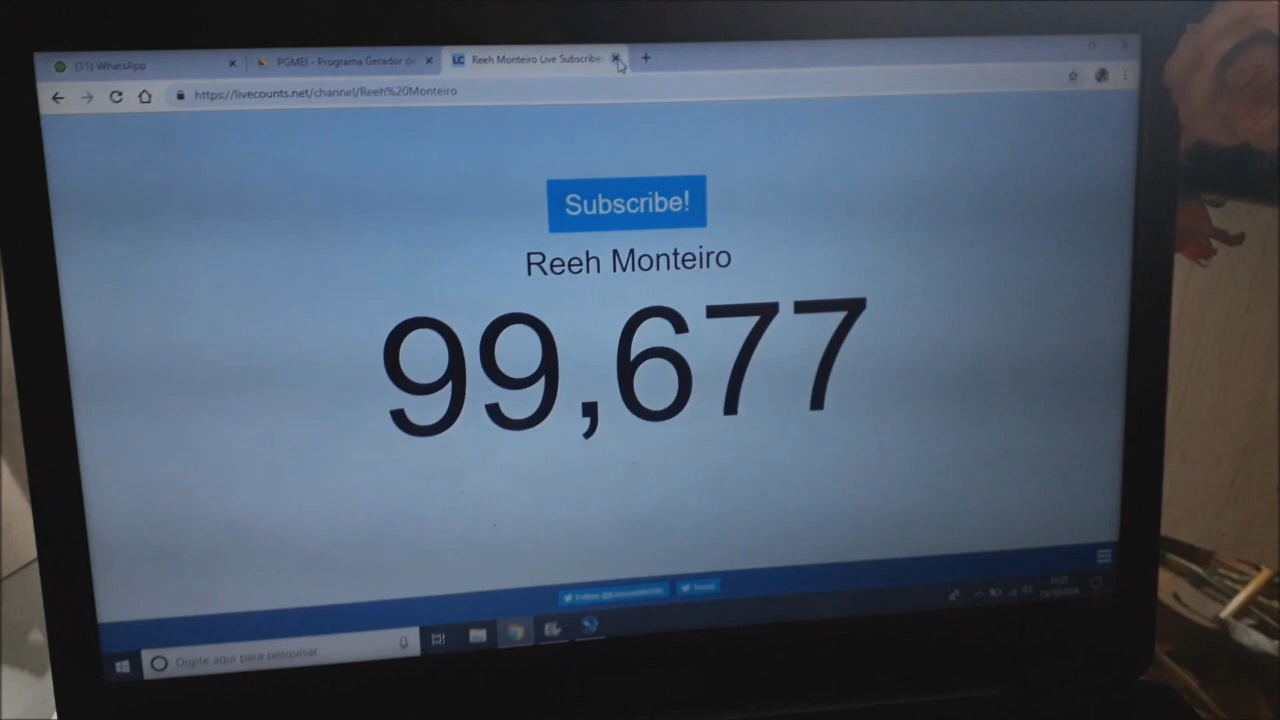 (11) WhatsApp
PGMEI - Programa Gerador de
LC Reeh Monteiro Live Subscribe
https://livecounts.net/channel/Reeh%20Monteiro
Subscribe!
Reeh Monteiro
99,677
Digite aqui para pesquisar